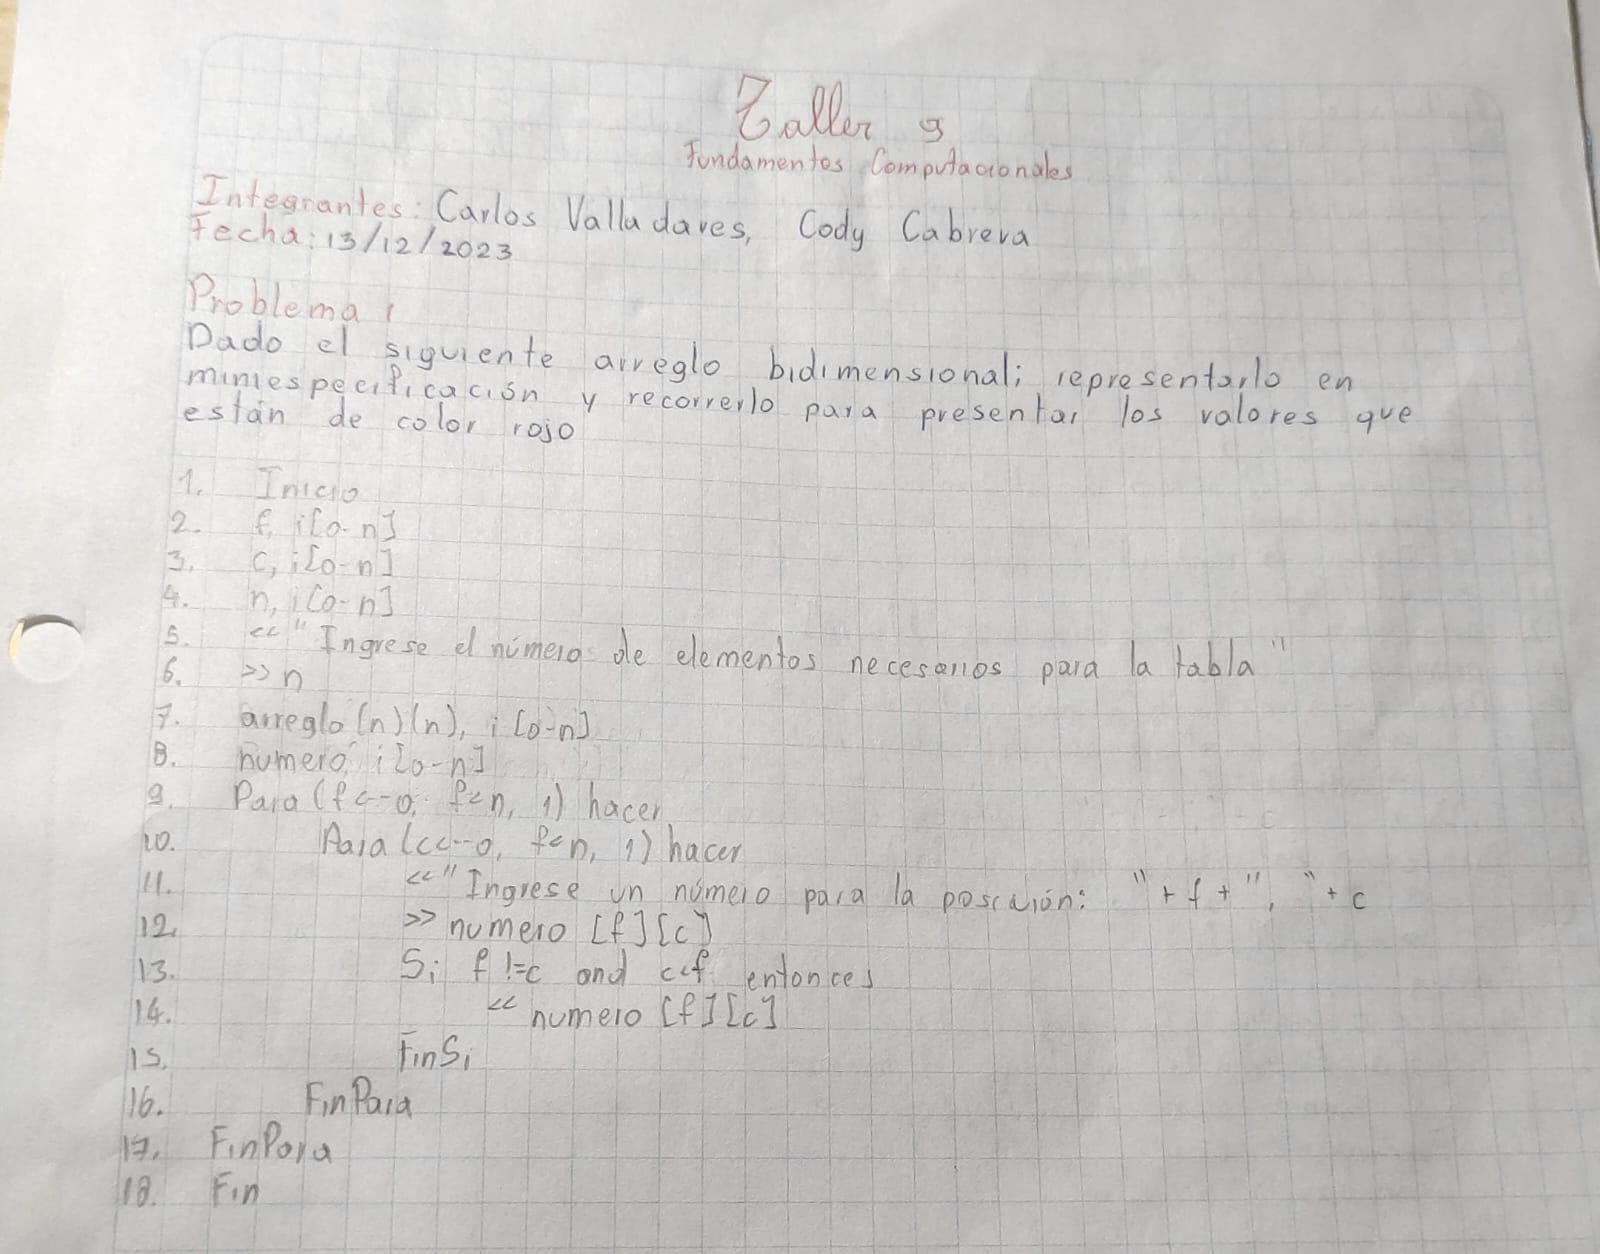 Taller 9
Fundamentos Computacionales
Integrantes: Carlos Valladares, Cody Cabrera
Fecha: 13/12/2023
Problema 1
Dado el siguiente arreglo bidimensional; representarlo en
miniespecificación y recorrerlo para presentar los valores que
están de color rojo
1. Inicio
2. f, i[0-n]
3. c, i[0-n]
4. n, i[0-n]
5. <<"Ingrese el número de elementos necesarios para la tabla"
6. >>n
7. arreglo(n)(n), i[0-n]
8. numero, i[0-n]
9. Para (f<-0, f<n, 1) hacer
10. Para (c<-0, f<n, 1) hacer
11. <<"Ingrese un número para la posición: "+f+", "+c
12. >> numero [f][c]
13. Si f !=c and c<f entonces
14. << numero [f][c]
15. FinSi
16. FinPara
17. FinPara
18. Fin